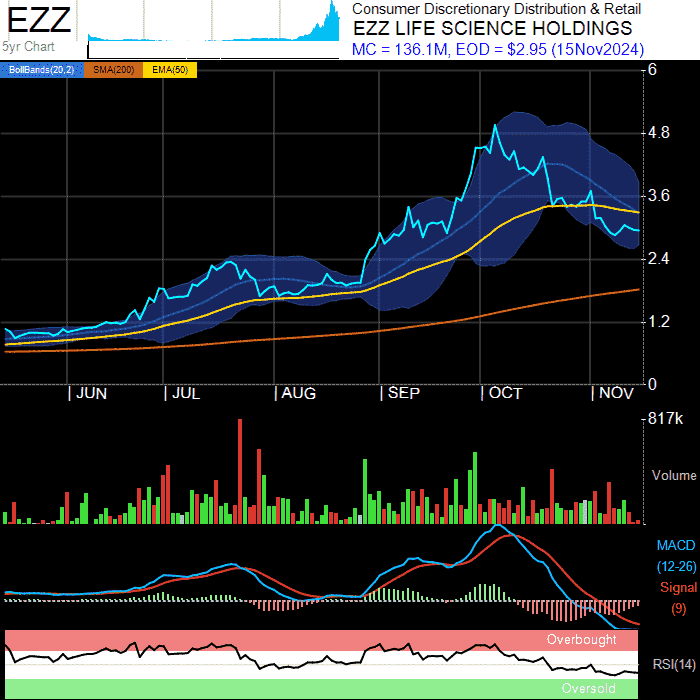 EZZ
5yr Chart
Consumer Discretionary Distribution & Retail
EZZ LIFE SCIENCE HOLDINGS
MC = 136.1M, EOD = $2.95 (15Nov2024)
BollBands(20,2) SMA(200) EMA(50)
6
4.8
3.6
2.4
1.2
0
JUN JUL AUG SEP OCT NOV
817k
Volume
MACD
(12-26)
Signal
(9)
Overbought
RSI(14)
Oversold